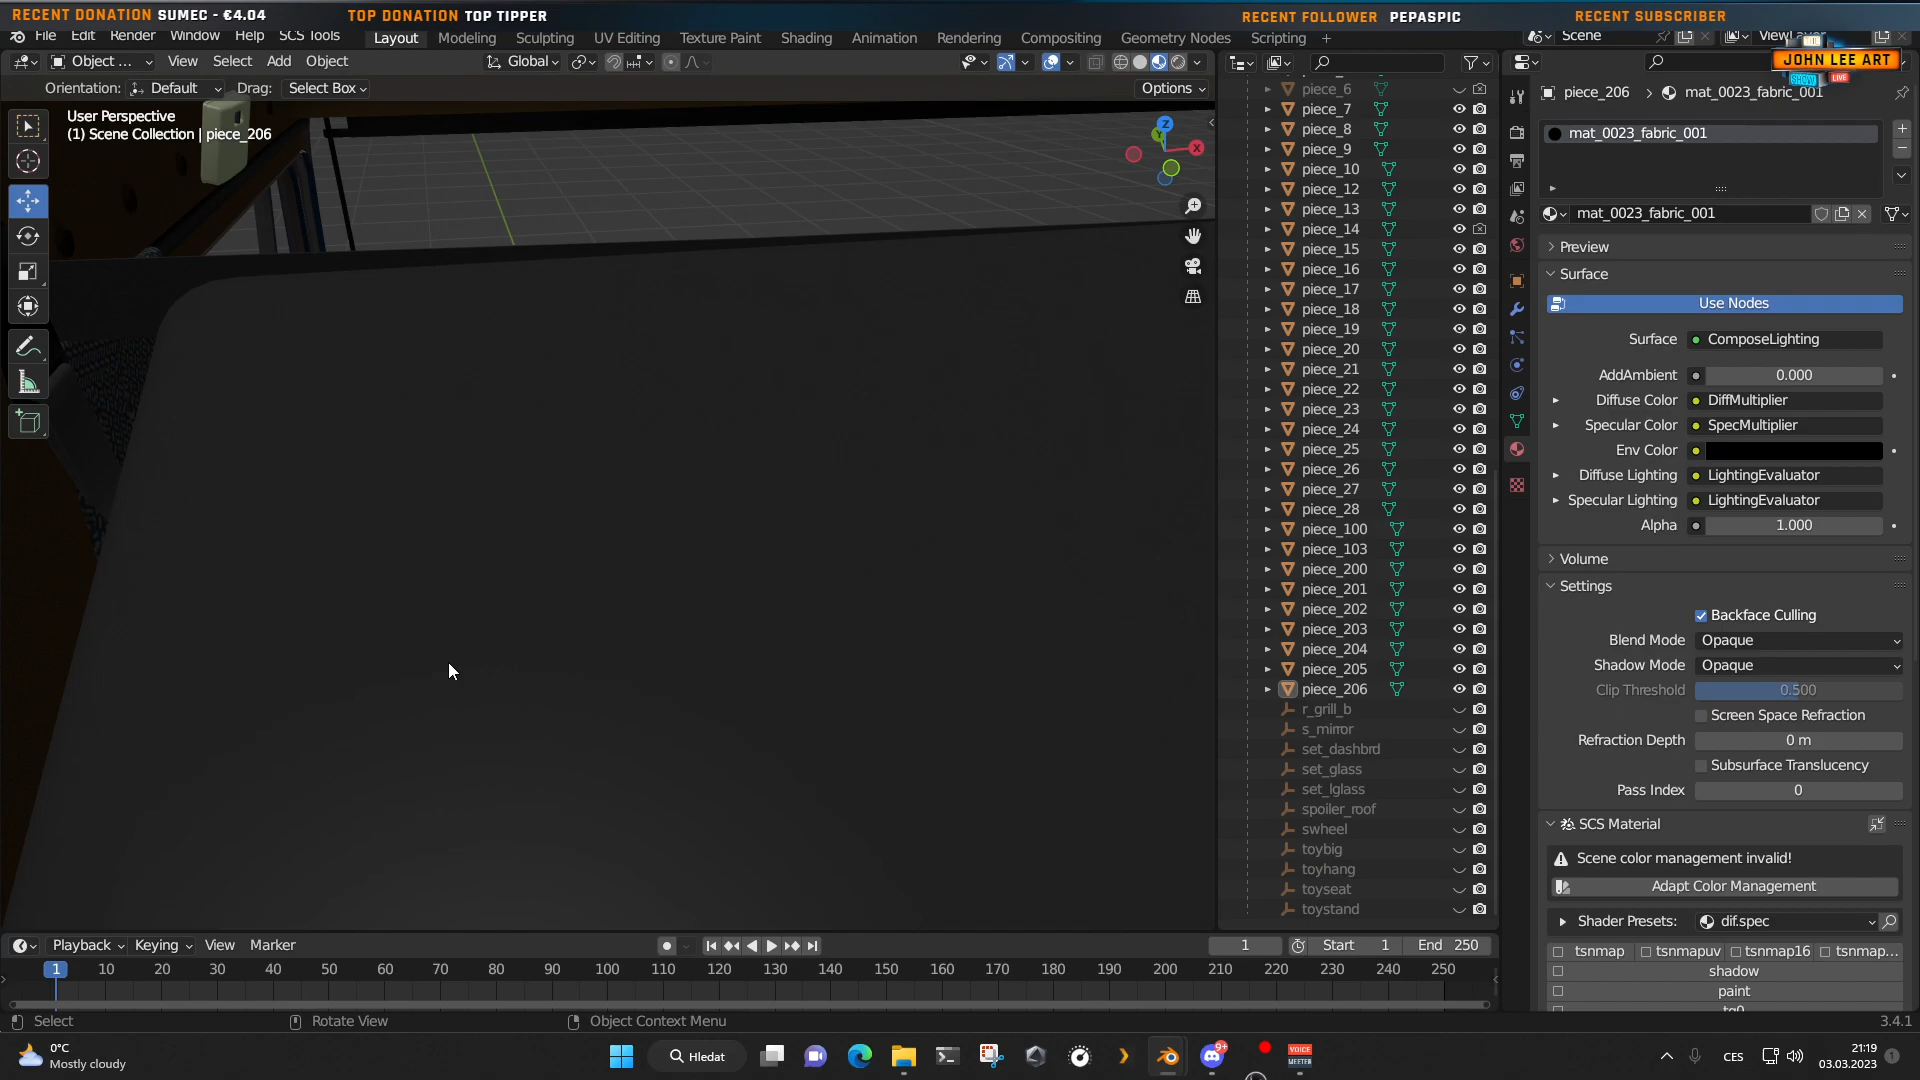 RECENT DONATION SUMEC - €4.04
TOP DONATION TOP TIPPER
RECENT FOLLOWER PEPASPIC
RECENT SUBSCRIBER
File Edit Render Window Help SCS Tools
Layout Modeling Sculpting UV Editing Texture Paint Shading Animation Rendering Compositing Geometry Nodes Scripting +
Scene
ViewLayer
JOHN LEE ART
SHOW LIVE
Object ... View Select Add Object
Global
Orientation: Default Drag: Select Box
Options
User Perspective
(1) Scene Collection | piece_206
Z
Y
X
piece_6
piece_7
piece_8
piece_9
piece_10
piece_12
piece_13
piece_14
piece_15
piece_16
piece_17
piece_18
piece_19
piece_20
piece_21
piece_22
piece_23
piece_24
piece_25
piece_26
piece_27
piece_28
piece_100
piece_103
piece_200
piece_201
piece_202
piece_203
piece_204
piece_205
piece_206
r_grill_b
s_mirror
set_dashbrd
set_glass
set_lglass
spoiler_roof
swheel
toybig
toyhang
toyseat
toystand
piece_206 > mat_0023_fabric_001
mat_0023_fabric_001
mat_0023_fabric_001
Preview
Surface
Use Nodes
Surface ComposeLighting
AddAmbient 0.000
Diffuse Color DiffMultiplier
Specular Color SpecMultiplier
Env Color
Diffuse Lighting LightingEvaluator
Specular Lighting LightingEvaluator
Alpha 1.000
Volume
Settings
Backface Culling
Blend Mode Opaque
Shadow Mode Opaque
Clip Threshold 0.500
Screen Space Refraction
Refraction Depth 0 m
Subsurface Translucency
Pass Index 0
SCS Material
Scene color management invalid!
Adapt Color Management
Shader Presets: dif.spec
tsnmap tsnmapuv tsnmap16 tsnmap...
shadow
paint
tg0
Playback Keying View Marker
1 Start 1 End 250
1 10 20 30 40 50 60 70 80 90 100 110 120 130 140 150 160 170 180 190 200 210 220 230 240 250
Select Rotate View Object Context Menu
3.4.1
0°C
Mostly cloudy
Hledat
9+
VOICE
MEETER
CES
21:19
03.03.2023
1